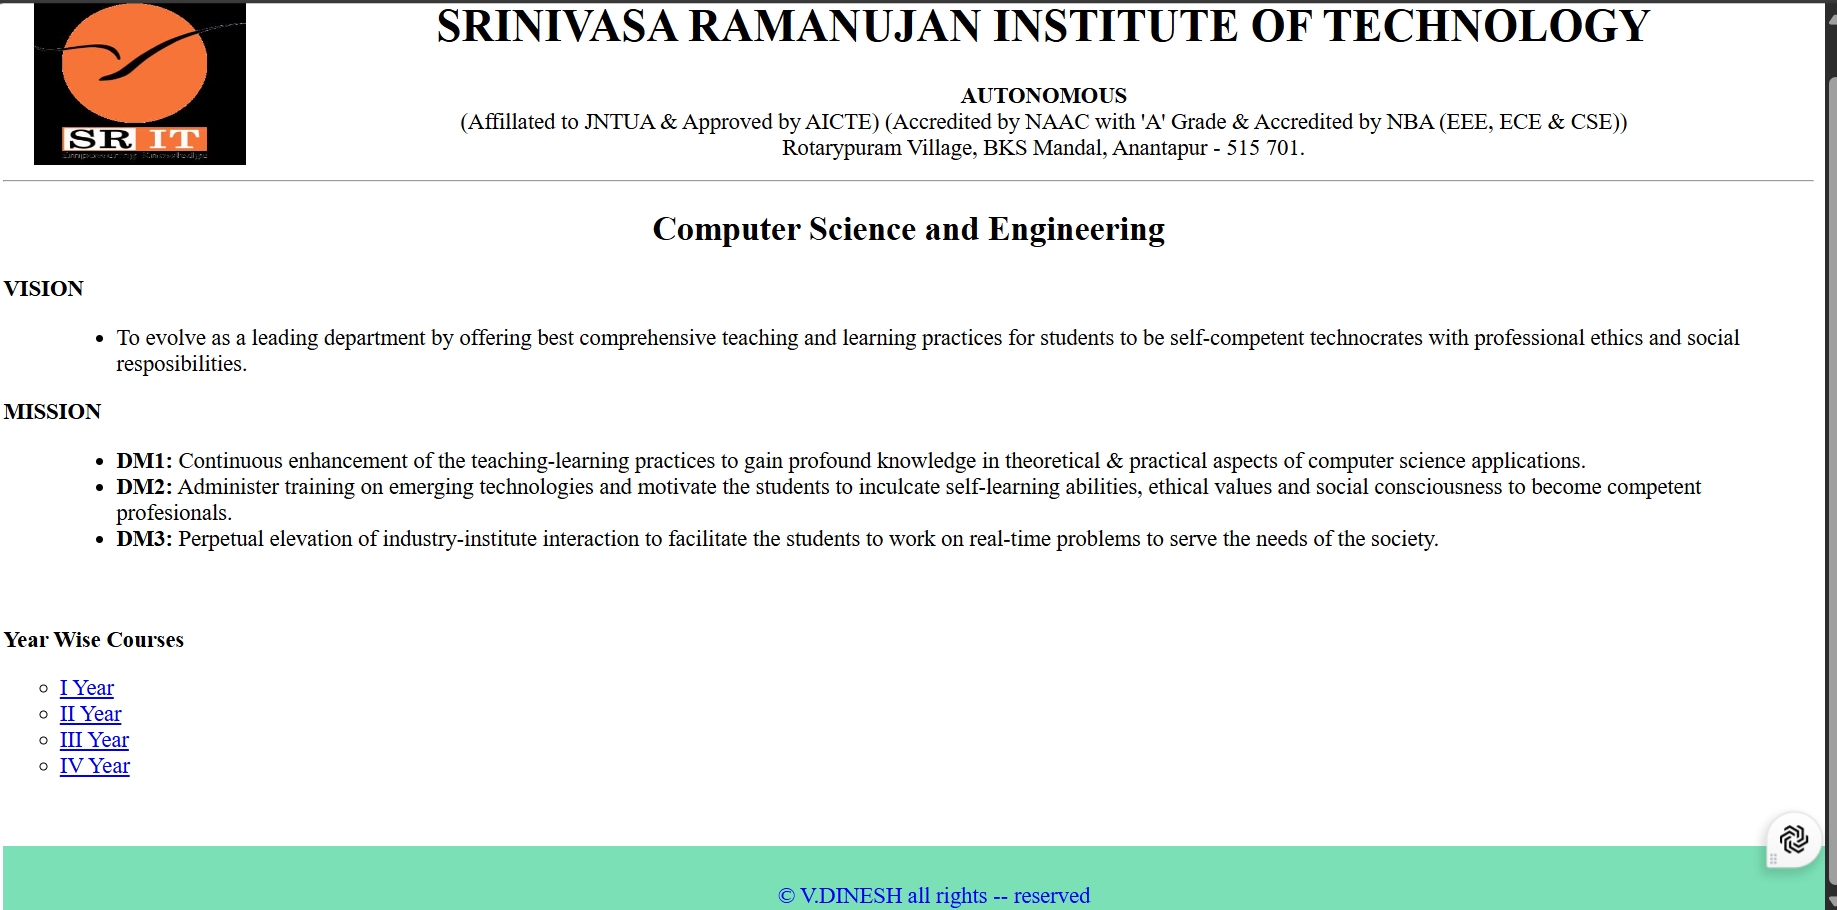 SRINIVASA RAMANUJAN INSTITUTE OF TECHNOLOGY
SR IT
Empowering Knowledge
AUTONOMOUS
(Affillated to JNTUA & Approved by AICTE) (Accredited by NAAC with 'A' Grade & Accredited by NBA (EEE, ECE & CSE))
Rotarypuram Village, BKS Mandal, Anantapur - 515 701.
Computer Science and Engineering
VISION
• To evolve as a leading department by offering best comprehensive teaching and learning practices for students to be self-competent technocrates with professional ethics and social
resposibilities.
MISSION
• DM1: Continuous enhancement of the teaching-learning practices to gain profound knowledge in theoretical & practical aspects of computer science applications.
• DM2: Administer training on emerging technologies and motivate the students to inculcate self-learning abilities, ethical values and social consciousness to become competent
profesionals.
• DM3: Perpetual elevation of industry-institute interaction to facilitate the students to work on real-time problems to serve the needs of the society.
Year Wise Courses
◦ I Year
◦ II Year
◦ III Year
◦ IV Year
© V.DINESH all rights -- reserved